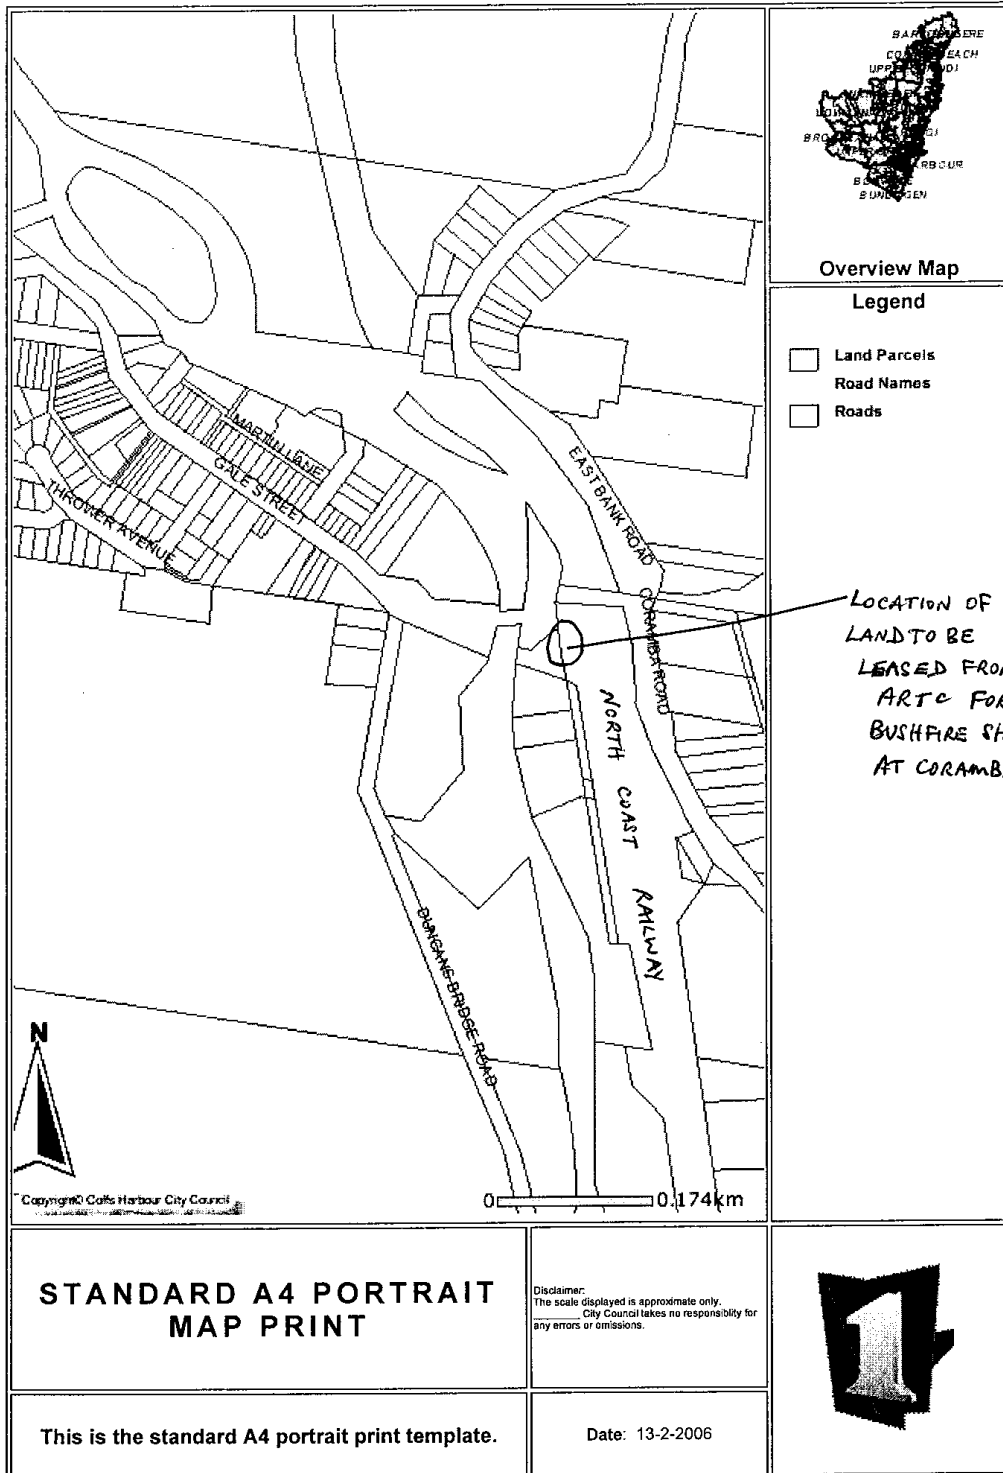 Overview Map
Legend
Land Parcels
Road Names
Roads
MARTIN LANE
GALE STREET
THROWER AVENUE
EASTBANK ROAD
CORAMBA ROAD
LOCATION OF
LAND TO BE
LEASED FROM
ARTC FOR
BUSHFIRE SH
AT CORAMB
NORTH COAST RAILWAY
DUNCANS BRIDGE ROAD
N
Copyright© Coffs Harbour City Council
0 0.174km
STANDARD A4 PORTRAIT
MAP PRINT
Disclaimer:
The scale displayed is approximate only.
_______ City Council takes no responsiblity for
any errors or omissions.
1
This is the standard A4 portrait print template.
Date: 13-2-2006